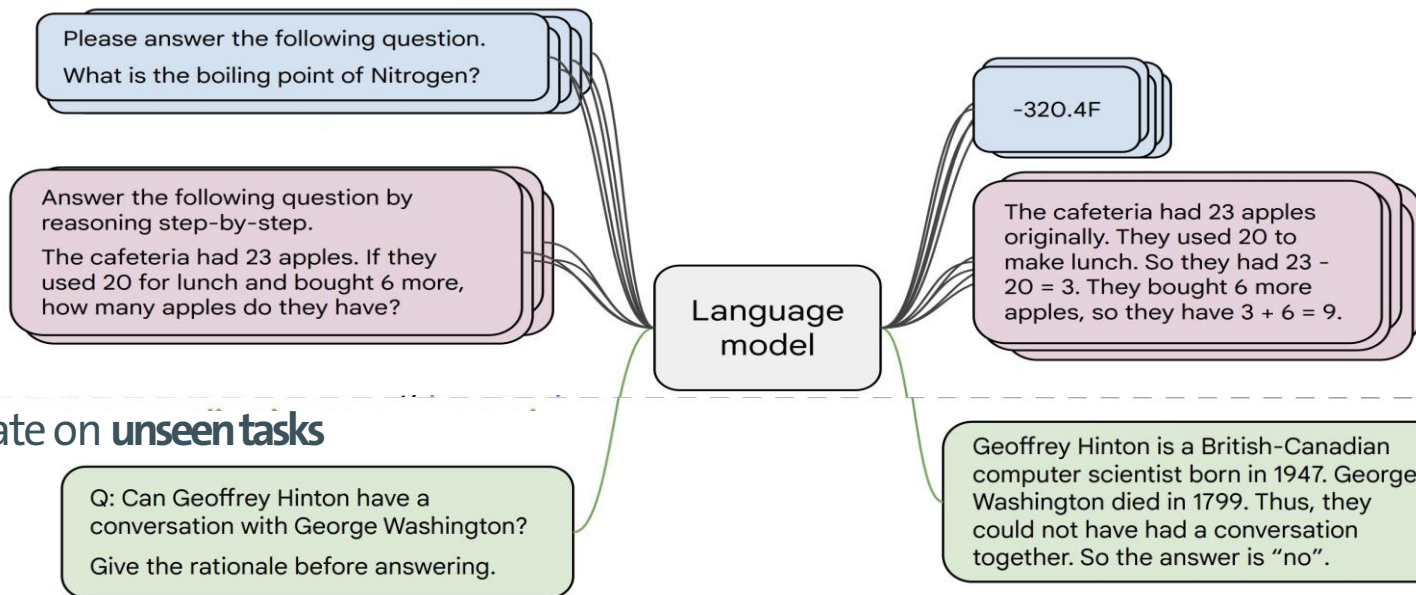 Please answer the following question.
What is the boiling point of Nitrogen?
-320.4F
Answer the following question by
reasoning step-by-step.
The cafeteria had 23 apples. If they
used 20 for lunch and bought 6 more,
how many apples do they have?
Language
model
The cafeteria had 23 apples
originally. They used 20 to
make lunch. So they had 23 -
20 = 3. They bought 6 more
apples, so they have 3 + 6 = 9.
ate on unseen tasks
Q: Can Geoffrey Hinton have a
conversation with George Washington?
Give the rationale before answering.
Geoffrey Hinton is a British-Canadian
computer scientist born in 1947. George
Washington died in 1799. Thus, they
could not have had a conversation
together. So the answer is “no”.